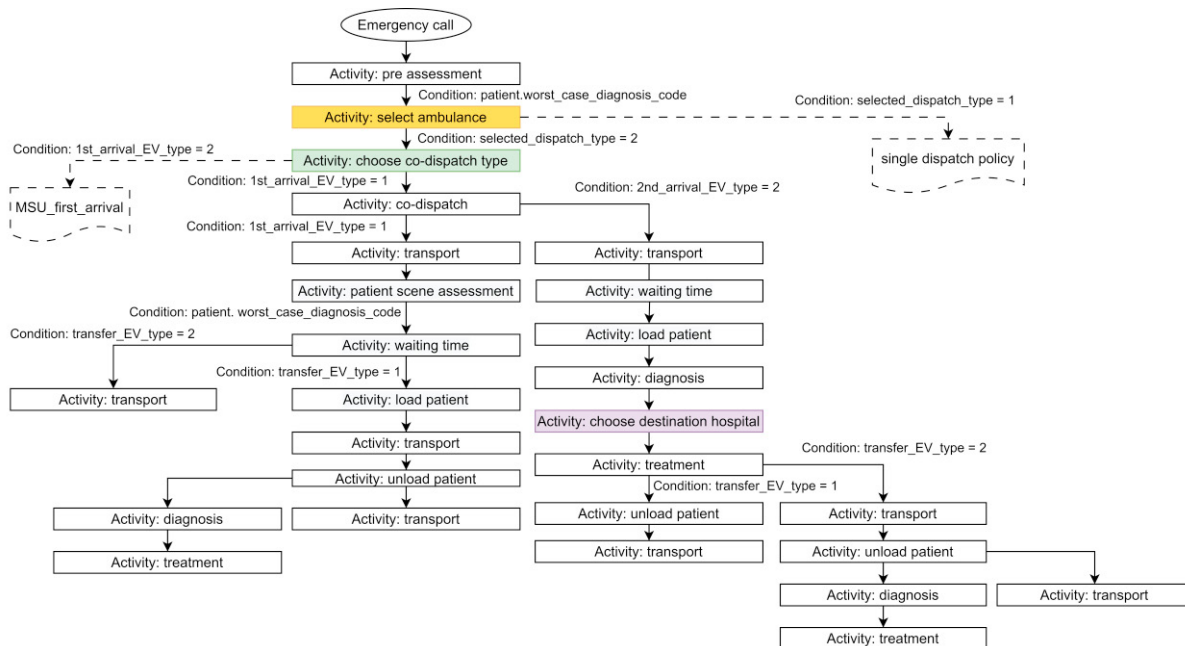 Emergency call
Activity: pre assessment
Condition: patient.worst_case_diagnosis_code
Condition: selected_dispatch_type = 1
Activity: select ambulance
Condition: selected_dispatch_type = 2
Condition: 1st_arrival_EV_type = 2
Activity: choose co-dispatch type
single dispatch policy
Condition: 1st_arrival_EV_type = 1
Condition: 2nd_arrival_EV_type = 2
MSU_first_arrival
Activity: co-dispatch
Condition: 1st_arrival_EV_type = 1
Activity: transport
Activity: transport
Activity: patient scene assessment
Activity: waiting time
Condition: patient. worst_case_diagnosis_code
Condition: transfer_EV_type = 2
Activity: waiting time
Activity: load patient
Condition: transfer_EV_type = 1
Activity: diagnosis
Activity: transport
Activity: load patient
Activity: choose destination hospital
Activity: transport
Condition: transfer_EV_type = 2
Activity: treatment
Activity: unload patient
Condition: transfer_EV_type = 1
Activity: diagnosis
Activity: transport
Activity: unload patient
Activity: transport
Activity: treatment
Activity: transport
Activity: unload patient
Activity: diagnosis
Activity: transport
Activity: treatment